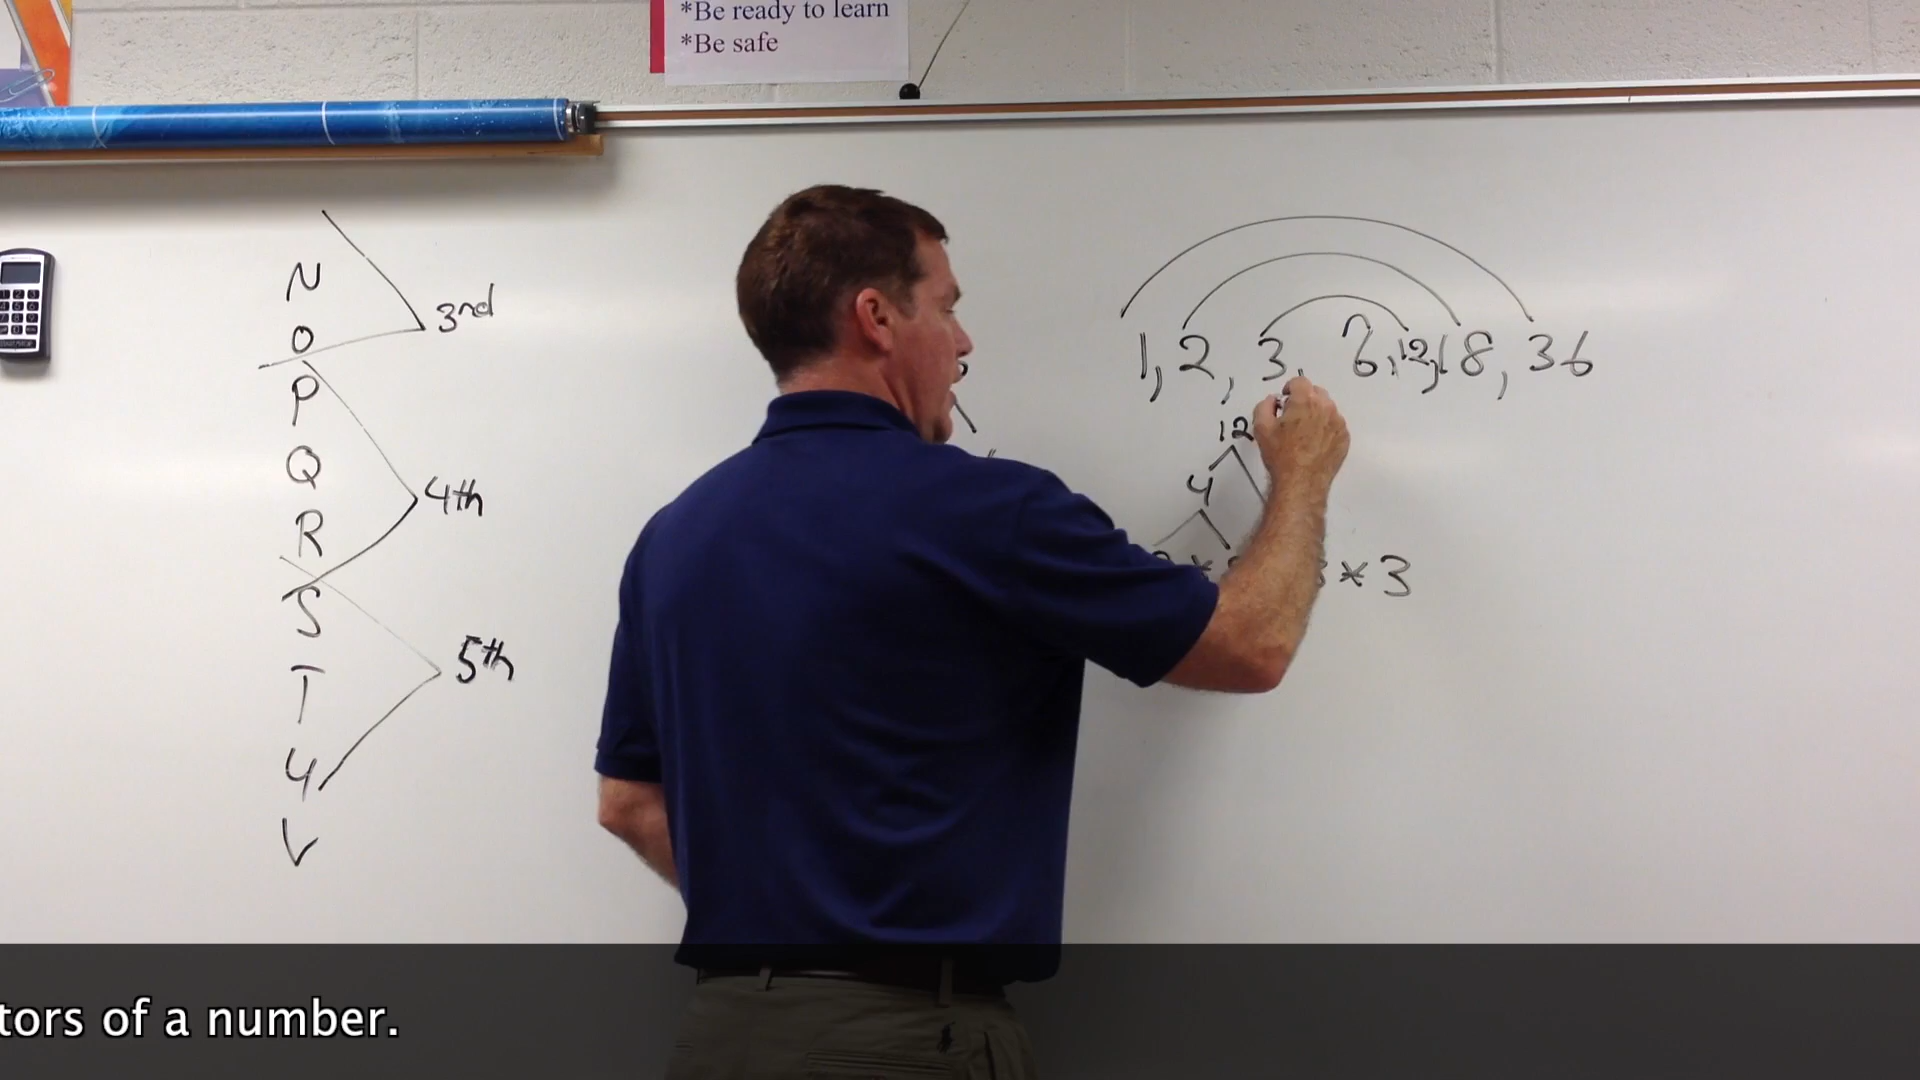 *Be ready to learn
*Be safe
N
O
3rd
P
Q
4th
R
S
T
5th
U
V
1, 2, 3, 6, 12, 18, 36
12
4
* 3 * 3
tors of a number.